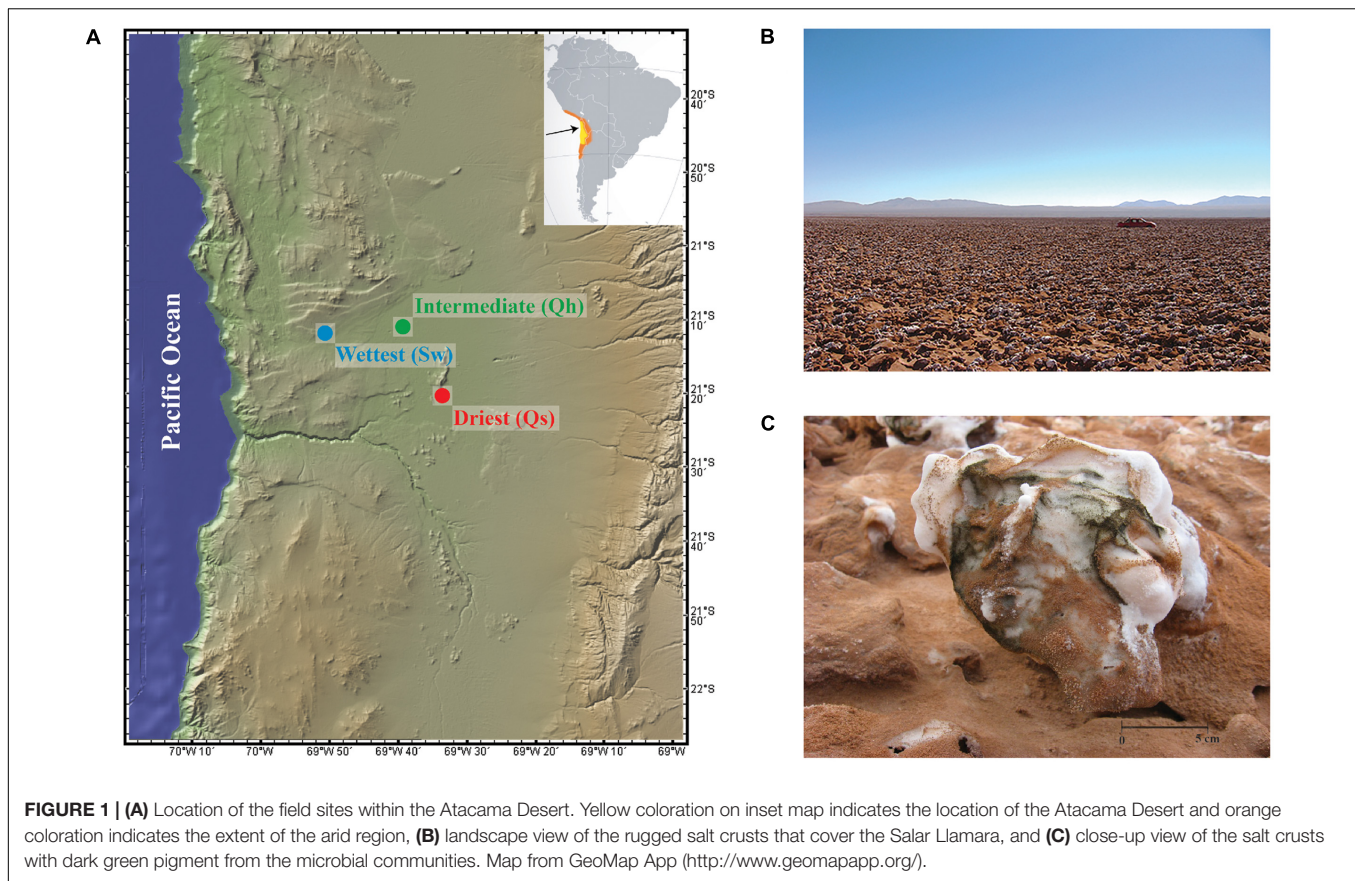 A
20°S
40´
20°S
50´
21°S
21°S
10´
21°S
20´
21°S
30´
21°S
40´
21°S
50´
22°S
Pacific Ocean
Intermediate (Qh)
Wettest (Sw)
Driest (Qs)
70°W 10´ 70°W 69°W 50´ 69°W 40´ 69°W 30´ 69°W 10´ 69°W
B
C
0 5 cm
FIGURE 1 | (A) Location of the field sites within the Atacama Desert. Yellow coloration on inset map indicates the location of the Atacama Desert and orange
coloration indicates the extent of the arid region, (B) landscape view of the rugged salt crusts that cover the Salar Llamara, and (C) close-up view of the salt crusts
with dark green pigment from the microbial communities. Map from GeoMap App (http://www.geomapapp.org/).